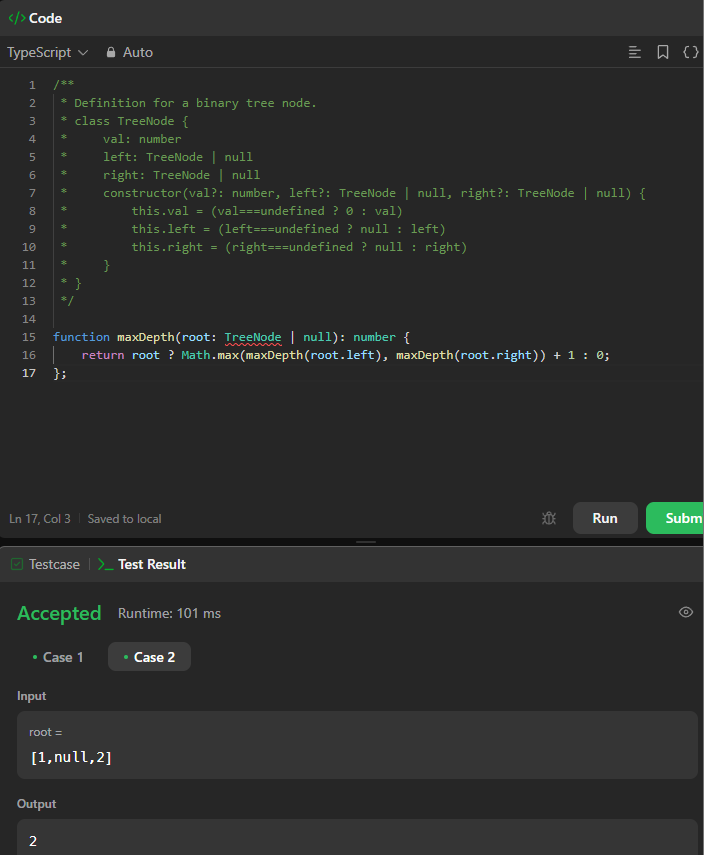 </> Code
TypeScript Auto
1 /**
2 * Definition for a binary tree node.
3 * class TreeNode {
4 *     val: number
5 *     left: TreeNode | null
6 *     right: TreeNode | null
7 *     constructor(val?: number, left?: TreeNode | null, right?: TreeNode | null) {
8 *         this.val = (val===undefined ? 0 : val)
9 *         this.left = (left===undefined ? null : left)
10 *         this.right = (right===undefined ? null : right)
11 *     }
12 * }
13 */
14
15 function maxDepth(root: TreeNode | null): number {
16     return root ? Math.max(maxDepth(root.left), maxDepth(root.right)) + 1 : 0;
17 };
Ln 17, Col 3 Saved to local Run Subm
Testcase Test Result
Accepted Runtime: 101 ms
• Case 1 • Case 2
Input
root =
[1,null,2]
Output
2